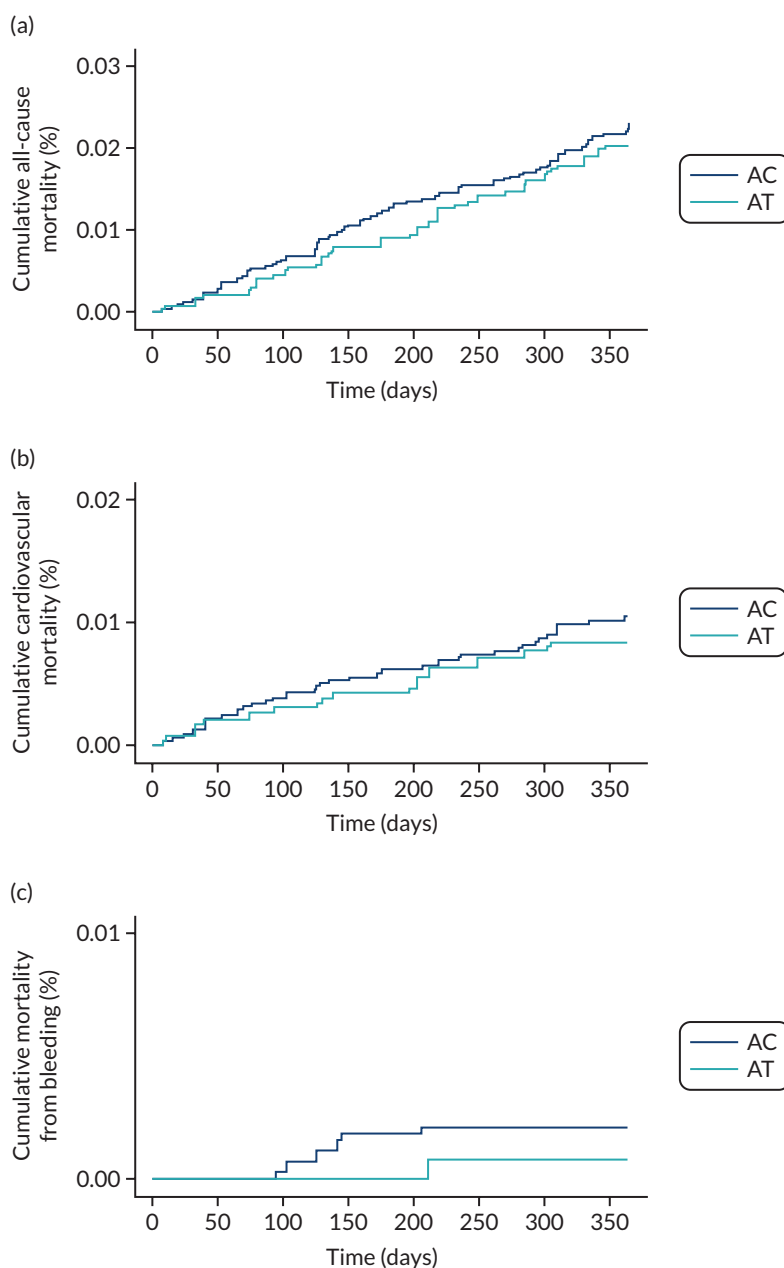 (a)
Cumulative all-cause
mortality (%)
0.03
0.02
0.01
0.00
0 50 100 150 200 250 300 350
Time (days)
AC
AT
(b)
Cumulative cardiovascular
mortality (%)
0.02
0.01
0.00
0 50 100 150 200 250 300 350
Time (days)
AC
AT
(c)
Cumulative mortality
from bleeding (%)
0.01
0.00
0 50 100 150 200 250 300 350
Time (days)
AC
AT